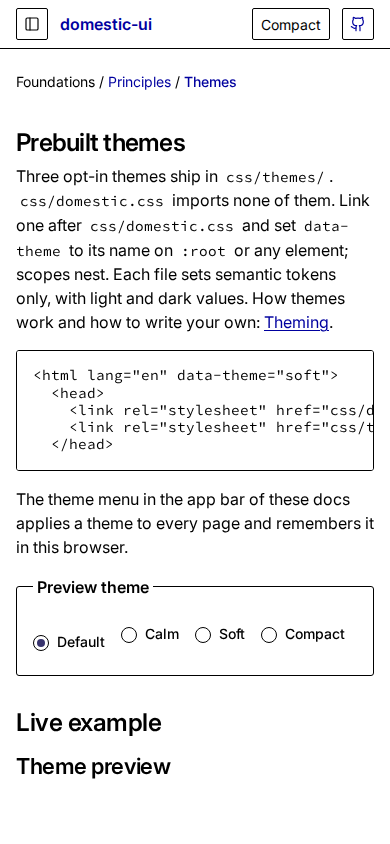 domestic-ui
Compact
Foundations / Principles / Themes
Prebuilt themes
Three opt-in themes ship in css/themes/ .
css/domestic.css imports none of them. Link
one after css/domestic.css and set data-
theme to its name on :root or any element;
scopes nest. Each file sets semantic tokens
only, with light and dark values. How themes
work and how to write your own: Theming.
<html lang="en" data-theme="soft">
  <head>
    <link rel="stylesheet" href="css/d
    <link rel="stylesheet" href="css/t
  </head>
The theme menu in the app bar of these docs
applies a theme to every page and remembers it
in this browser.
Preview theme
Default Calm Soft Compact
Live example
Theme preview